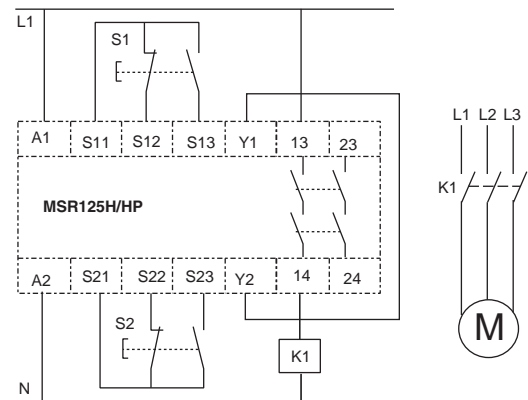 L1
S1
A1 S11 S12 S13 Y1 13 23
MSR125H/HP
A2 S21 S22 S23 Y2 14 24
S2
K1
N
L1 L2 L3
K1
M